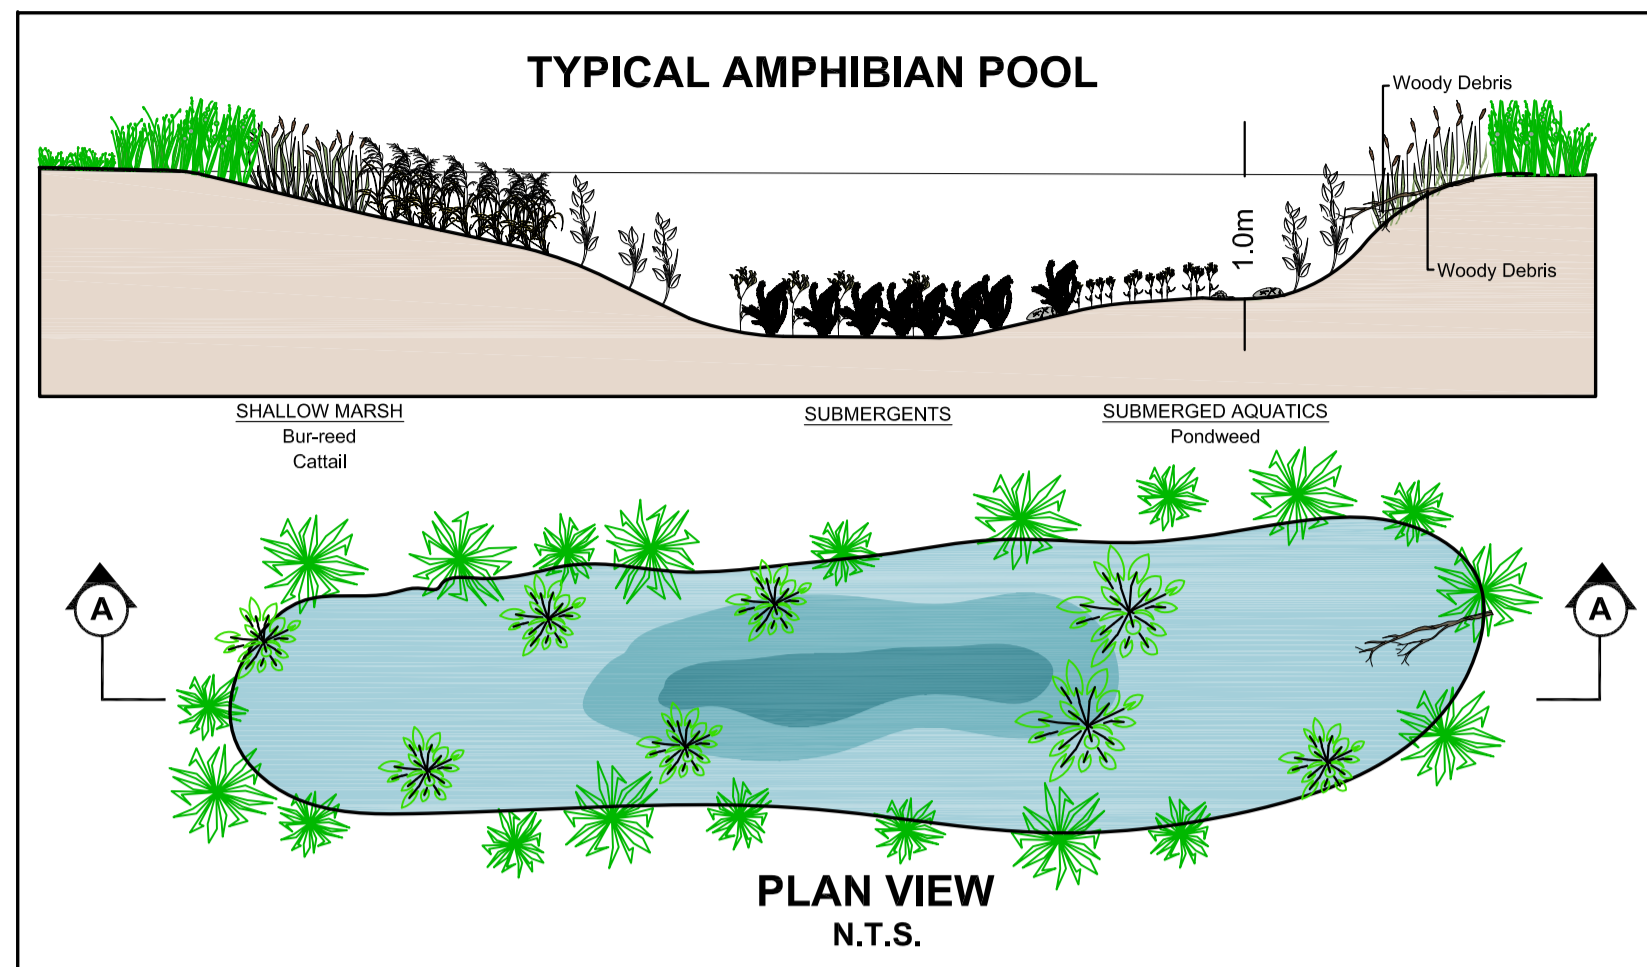 TYPICAL AMPHIBIAN POOL
Woody Debris
1.0m
Woody Debris
SHALLOW MARSH
Bur-reed
Cattail
SUBMERGENTS
SUBMERGED AQUATICS
Pondweed
A
A
PLAN VIEW
N.T.S.